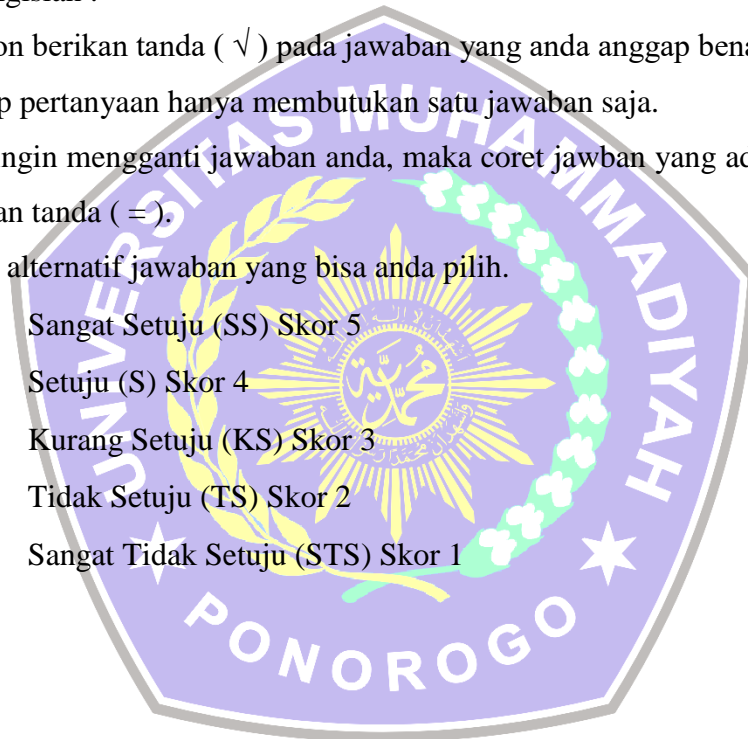 on berikan tanda ( √ ) pada jawaban yang anda anggap bena
p pertanyaan hanya membutukan satu jawaban saja.
ingin mengganti jawaban anda, maka coret jawban yang ad
an tanda ( = ).
alternatif jawaban yang bisa anda pilih.
Sangat Setuju (SS) Skor 5
Setuju (S) Skor 4
Kurang Setuju (KS) Skor 3
Tidak Setuju (TS) Skor 2
Sangat Tidak Setuju (STS) Skor 1
UNIVERSITAS MUHAMMADIYAH
PONOROGO
محمدية